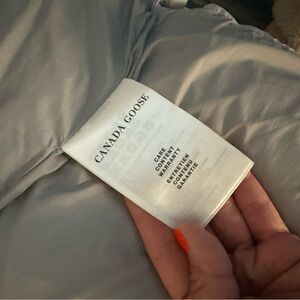 CANADA GOOSE
CARE
CONTENT
WARRANTY
ENTRETIEN
CONTENU
GARANTIE